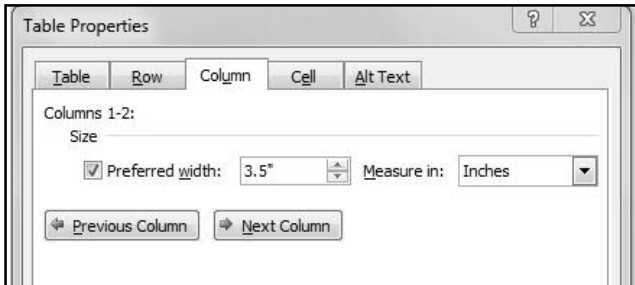 Table Properties
Table Row Column Cell Alt Text
Columns 1-2:
Size
Preferred width: 3.5" Measure in: Inches
Previous Column Next Column